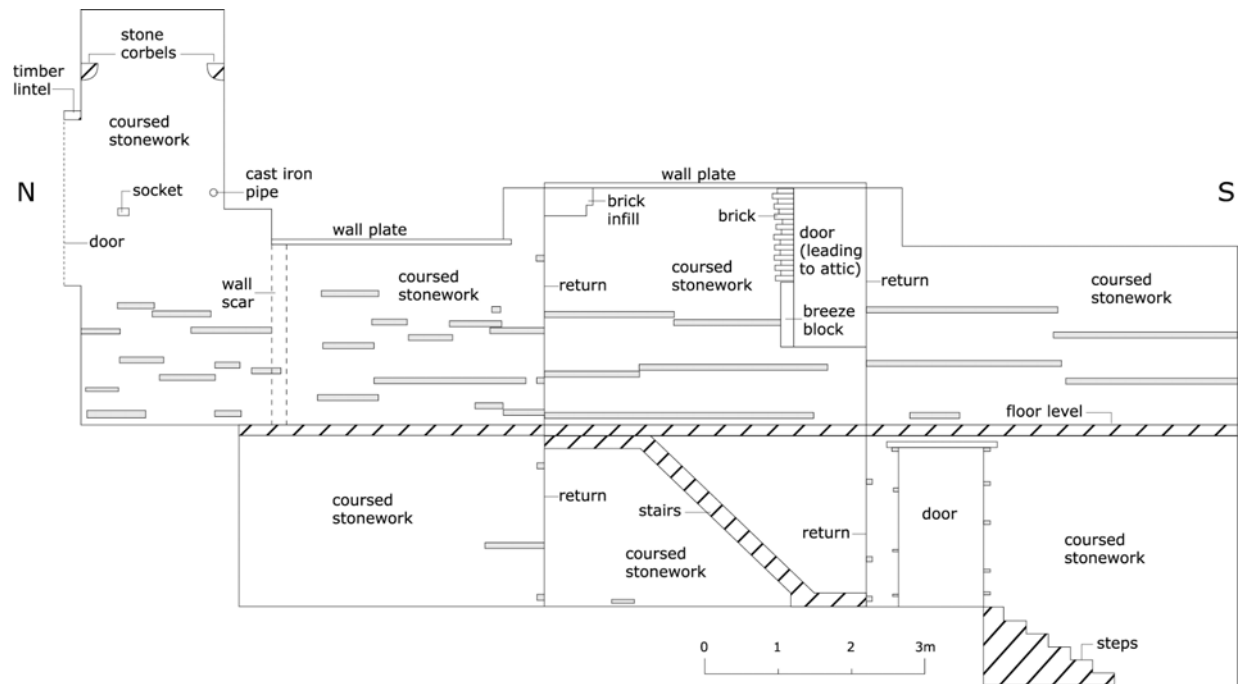 stone
corbels
timber
lintel
coursed
stonework
N
socket
cast iron
pipe
door
wall
scar
wall plate
coursed
stonework
wall plate
brick
infill
brick
door
(leading
to attic)
S
return
coursed
stonework
return
coursed
stonework
breeze
block
floor level
coursed
stonework
return
stairs
coursed
stonework
return
door
coursed
stonework
steps
0 1 2 3m